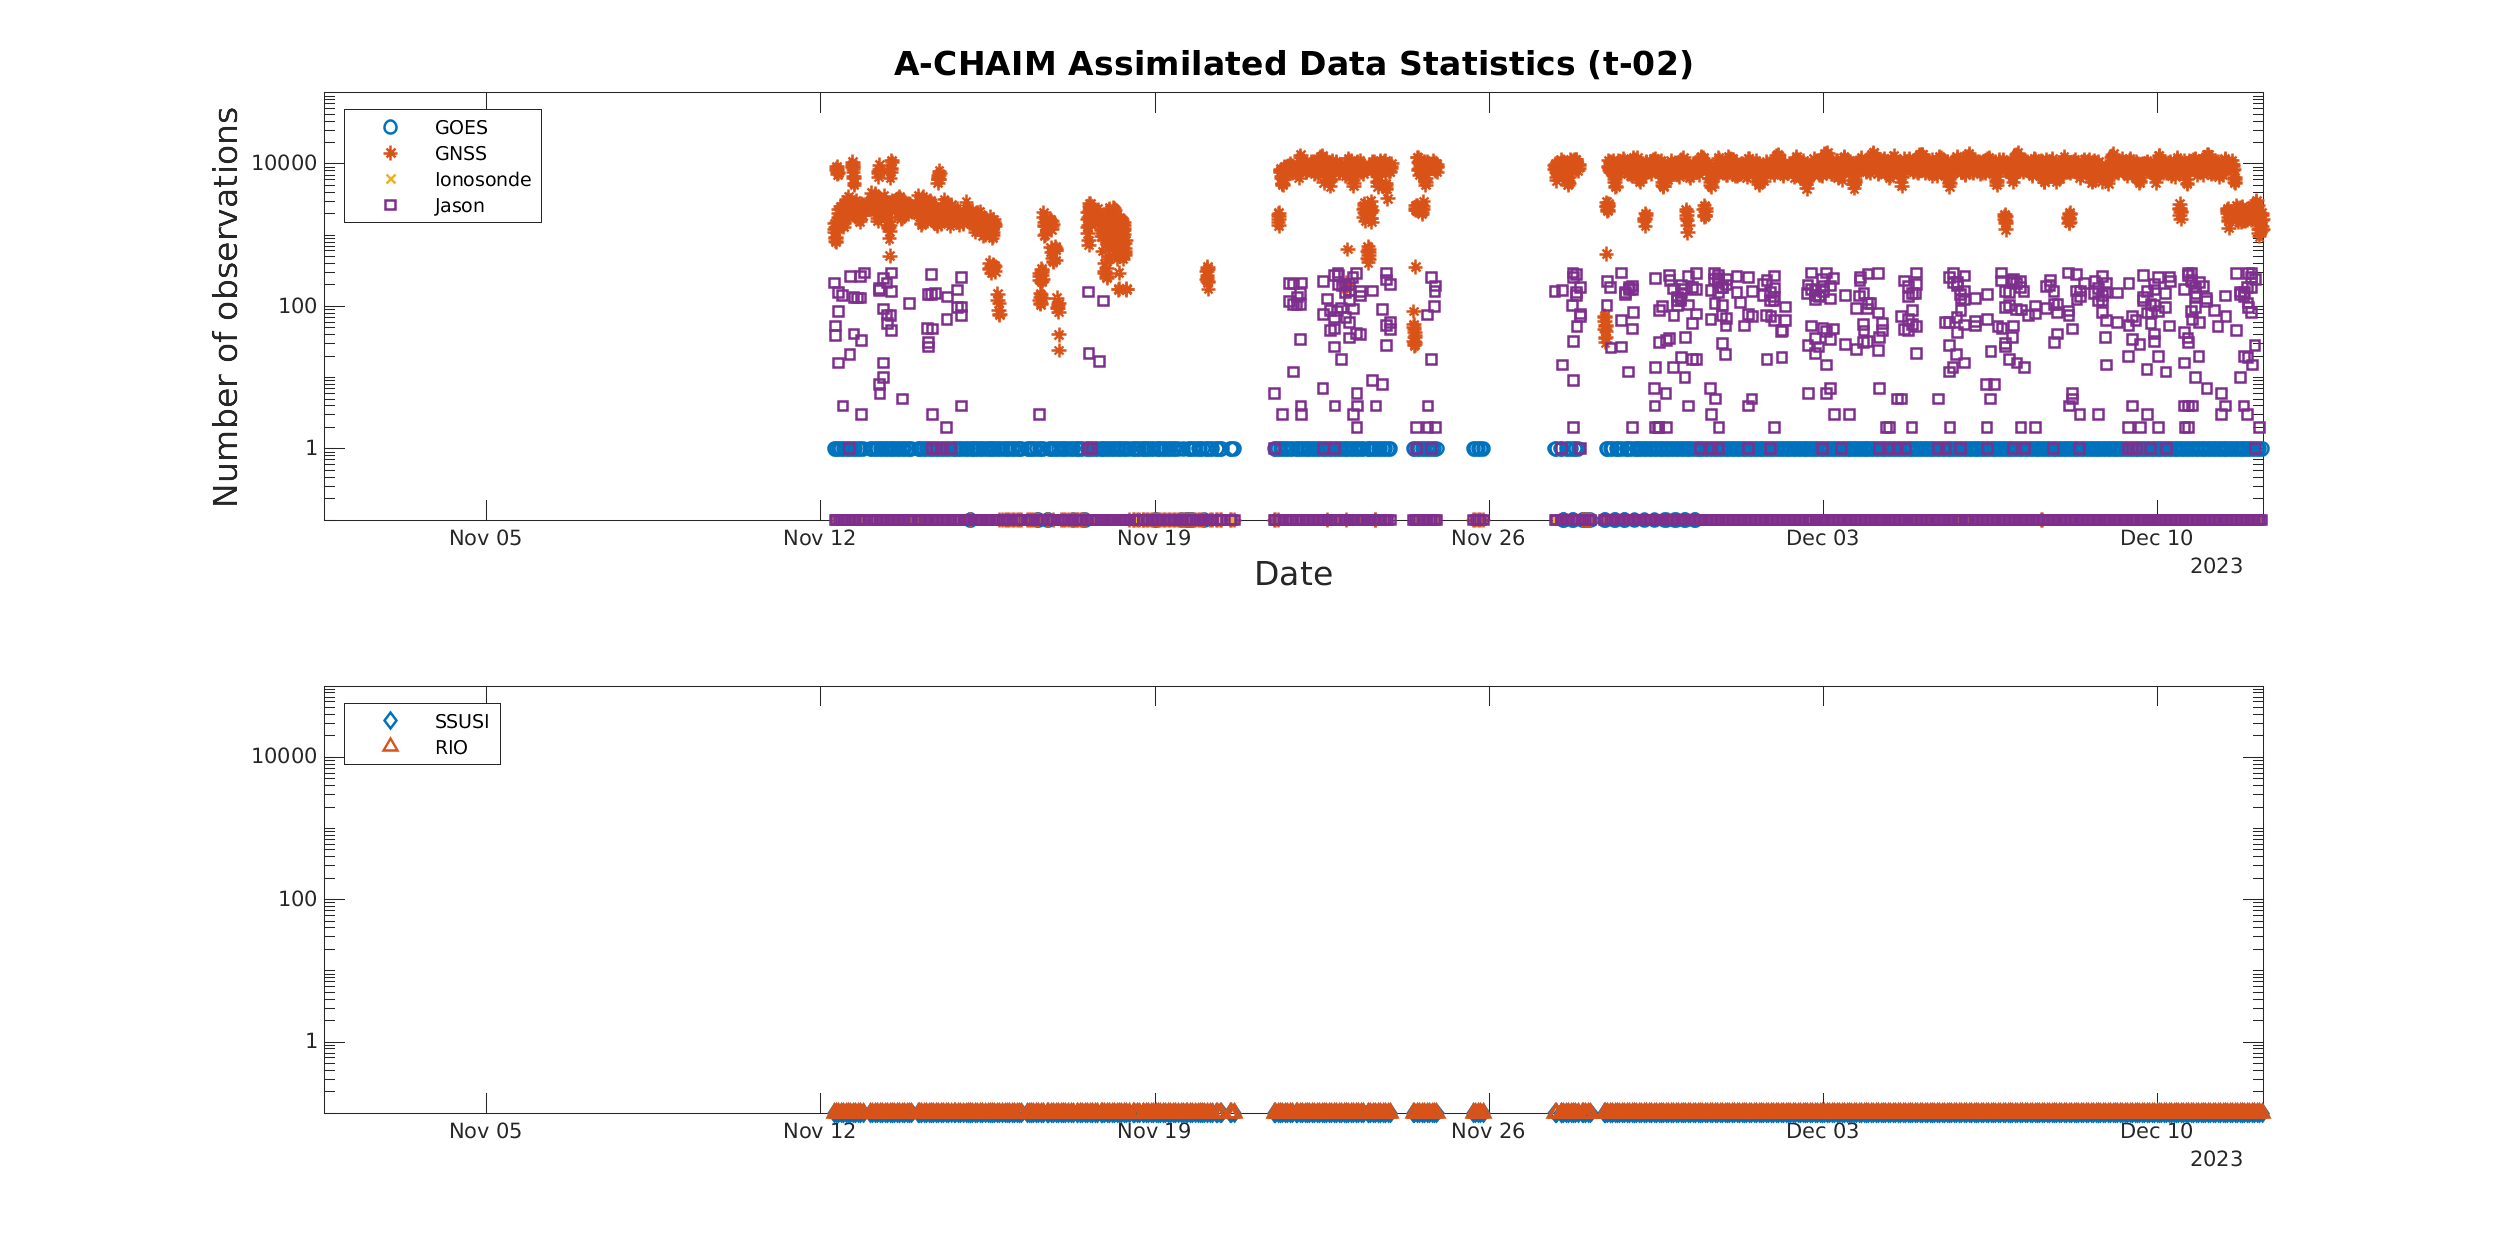 A-CHAIM Assimilated Data Statistics (t-02)
Number of observations
10000
100
1
GOES
GNSS
Ionosonde
Jason
Nov 05
Nov 12
Nov 19
Nov 26
Dec 03
Dec 10
2023
Date
10000
100
1
SSUSI
RIO
Nov 05
Nov 12
Nov 19
Nov 26
Dec 03
Dec 10
2023